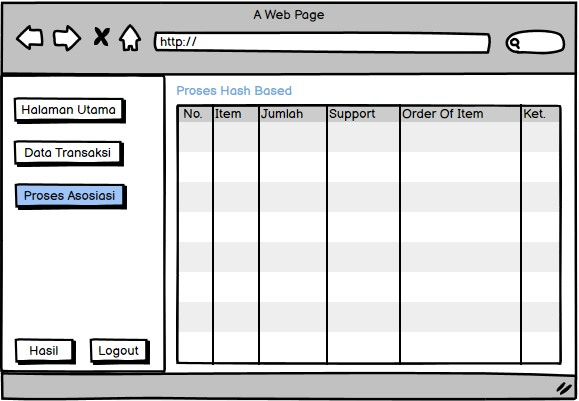 A Web Page
http://
Proses Hash Based
Halaman Utama
Data Transaksi
Proses Asosiasi
Hasil
Logout
No. Item Jumlah Support Order Of Item Ket.